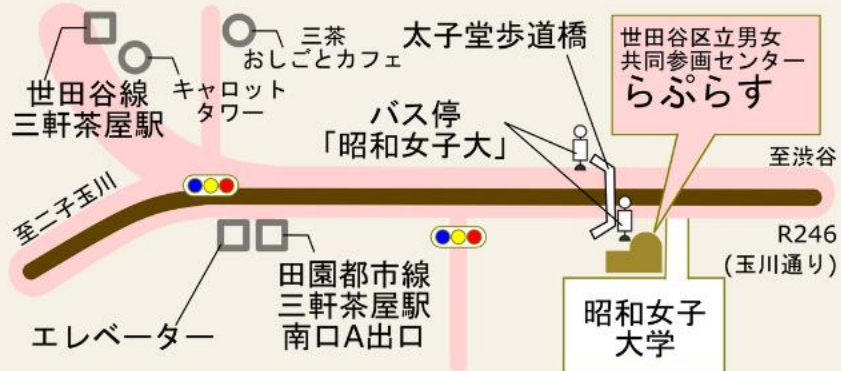 世田谷線
三軒茶屋駅
キャロット
タワー
三茶
おしごとカフェ
太子堂歩道橋
バス停
「昭和女子大」
世田谷区立男女
共同参画センター
らぷらす
至渋谷
至二子玉川
R246
(玉川通り)
エレベーター
田園都市線
三軒茶屋駅
南口A出口
昭和女子
大学